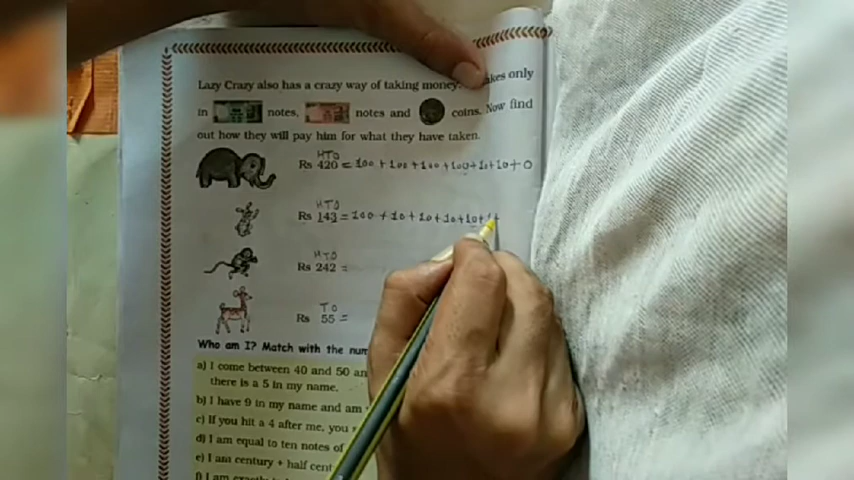 Lazy Crazy also has a crazy way of taking money. akes only
in notes, notes and coins. Now find
out how they will pay him for what they have taken.
HTO
Rs 420 = 100 + 100 + 100 + 100 + 10 + 10 + 0
HTO
Rs 143 = 100 + 10 + 10 + 10 + 10 +
HTO
Rs 242 =
TO
Rs 55 =
Who am I? Match with the num
a) I come between 40 and 50 an
there is a 5 in my name.
b) I have 9 in my name and am
c) If you hit a 4 after me, you
d) I am equal to ten notes of
e) I am century + half cent
f) I am exactly